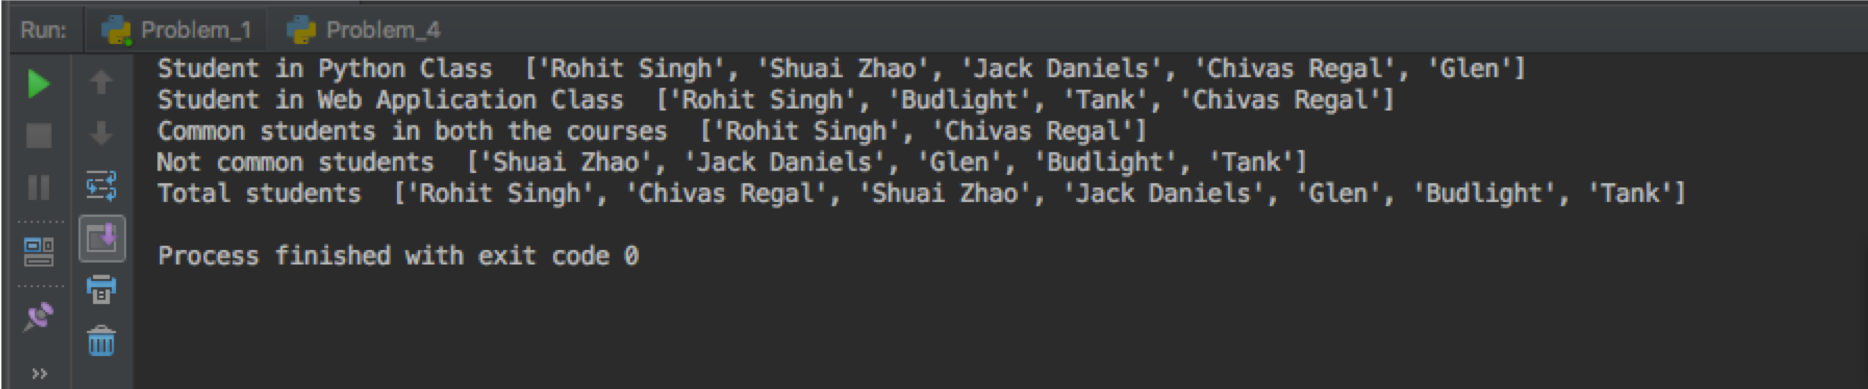 Run: Problem_1 Problem_4
Student in Python Class  ['Rohit Singh', 'Shuai Zhao', 'Jack Daniels', 'Chivas Regal', 'Glen']
Student in Web Application Class  ['Rohit Singh', 'Budlight', 'Tank', 'Chivas Regal']
Common students in both the courses  ['Rohit Singh', 'Chivas Regal']
Not common students  ['Shuai Zhao', 'Jack Daniels', 'Glen', 'Budlight', 'Tank']
Total students  ['Rohit Singh', 'Chivas Regal', 'Shuai Zhao', 'Jack Daniels', 'Glen', 'Budlight', 'Tank']
Process finished with exit code 0